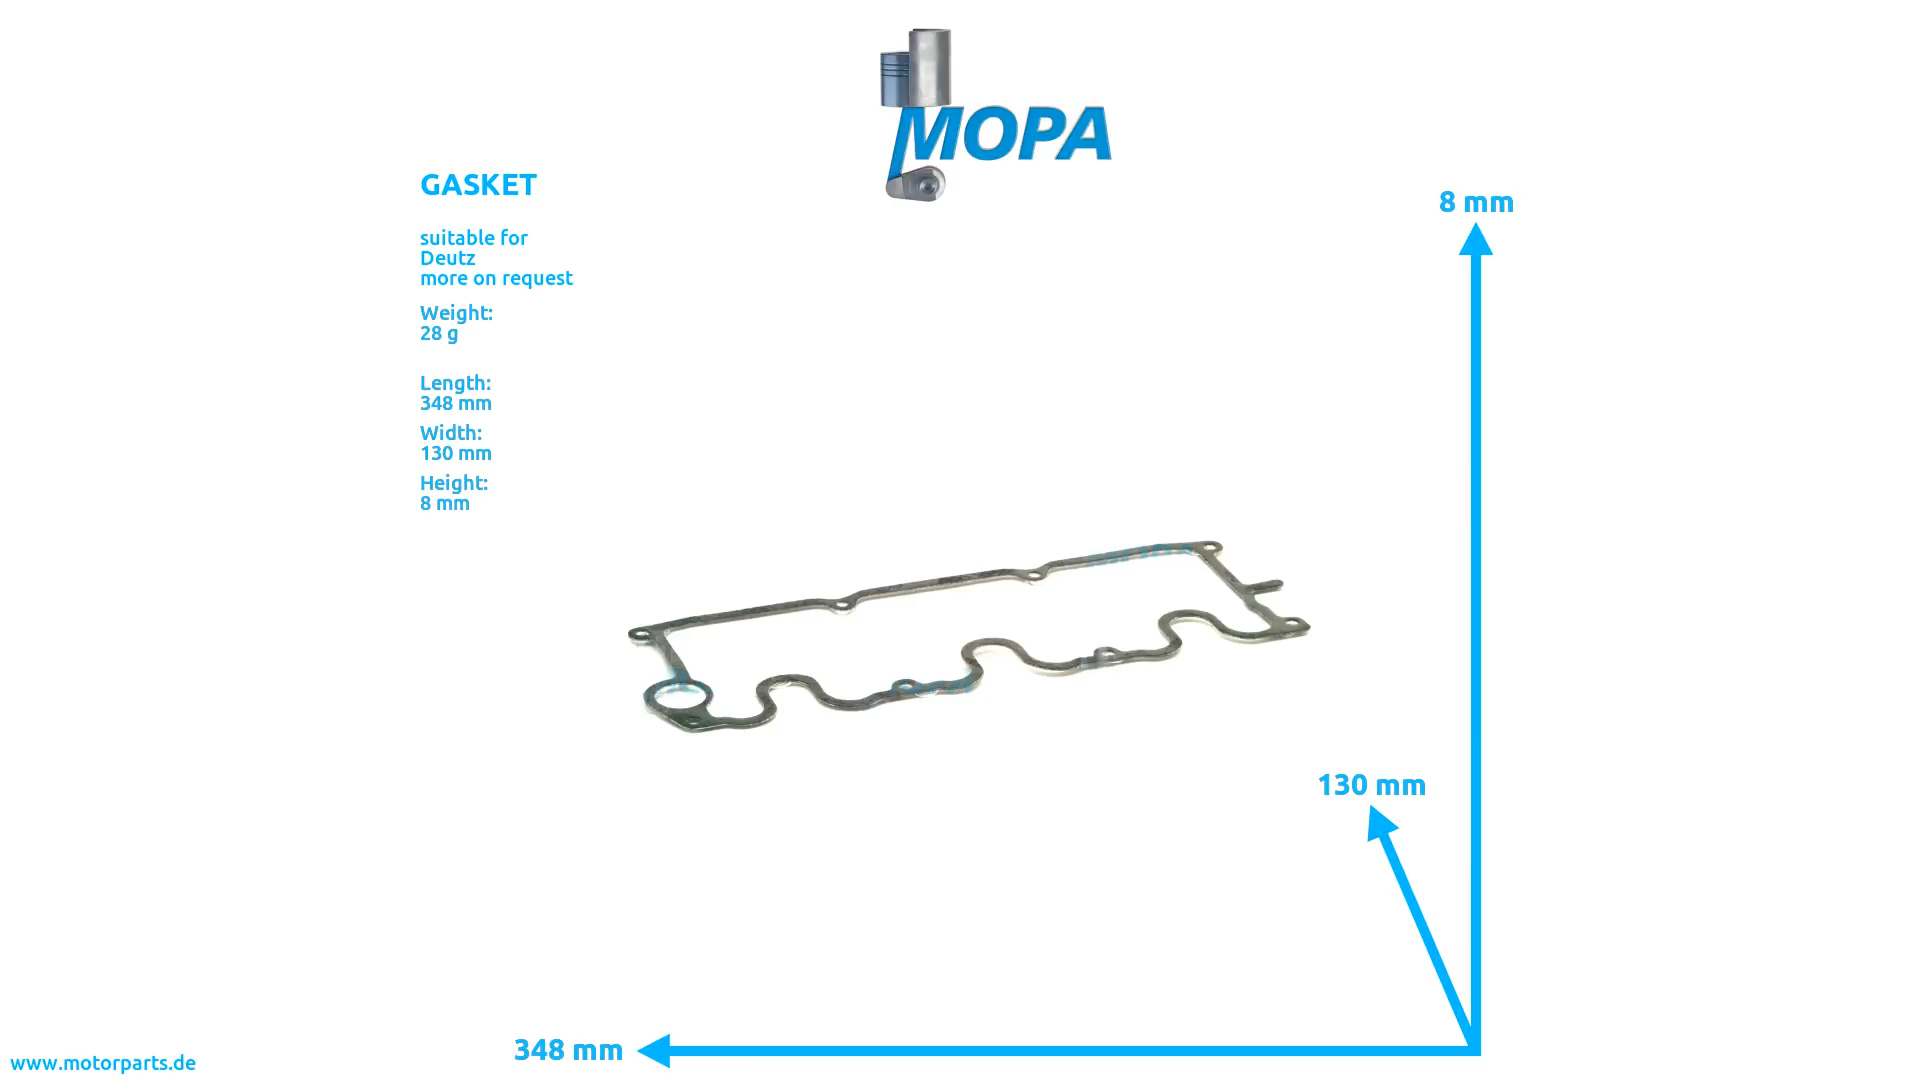 MOPA
GASKET
suitable for
Deutz
more on request
Weight:
28 g
Length:
348 mm
Width:
130 mm
Height:
8 mm
8 mm
130 mm
348 mm
www.motorparts.de